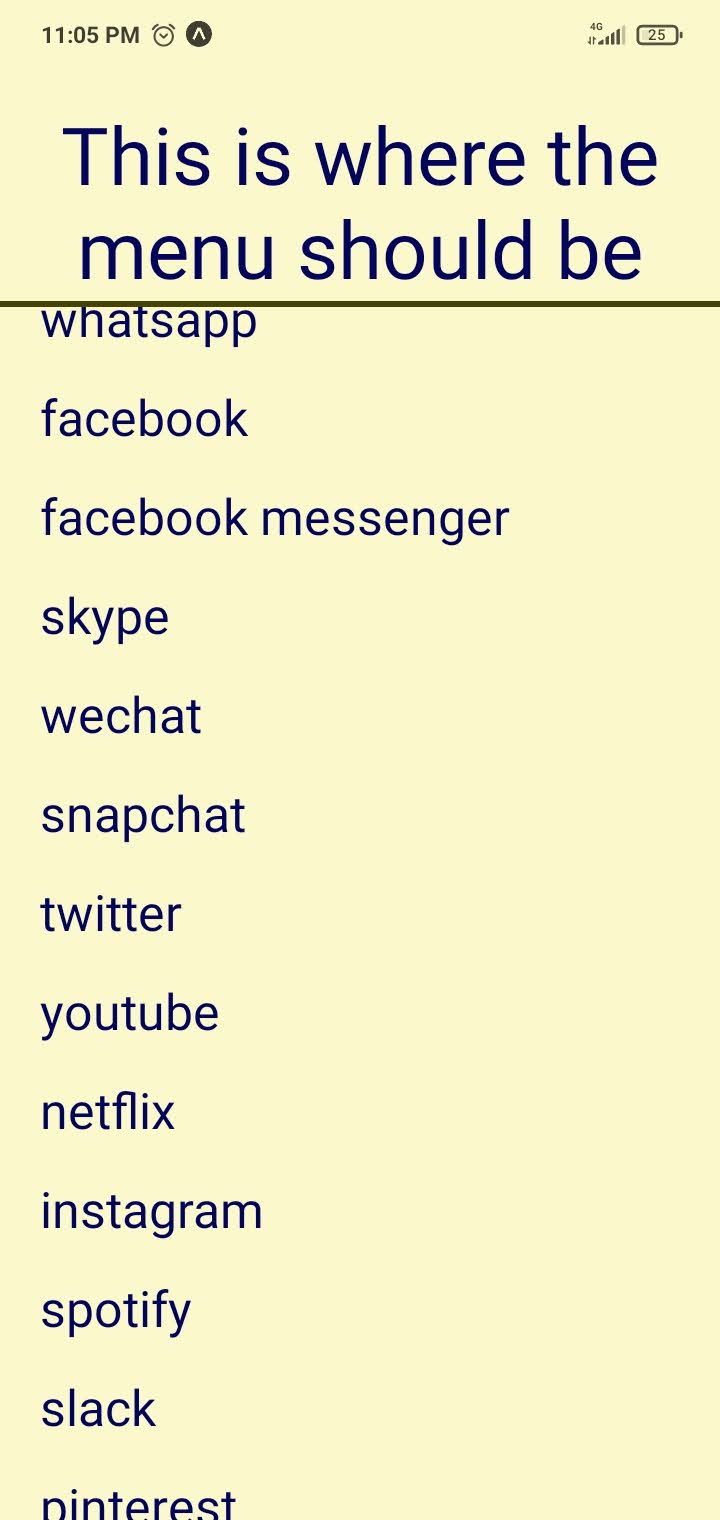 11:05 PM
4G
25
This is where the
menu should be
whatsapp
facebook
facebook messenger
skype
wechat
snapchat
twitter
youtube
netflix
instagram
spotify
slack
pinterest